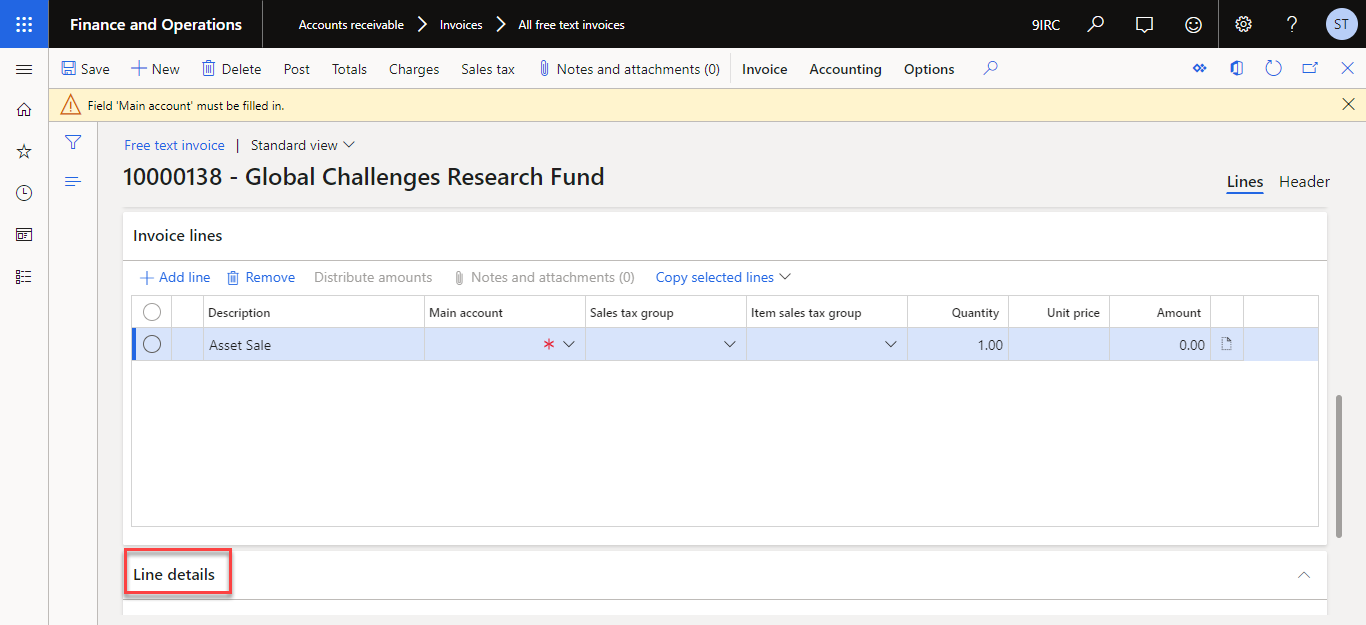 Finance and Operations Accounts receivable Invoices All free text invoices 9IRC ? ST
Save New Delete Post Totals Charges Sales tax Notes and attachments (0) Invoice Accounting Options
Field 'Main account' must be filled in.
Free text invoice | Standard view
10000138 - Global Challenges Research Fund
Lines Header
Invoice lines
Add line Remove Distribute amounts Notes and attachments (0) Copy selected lines
Description Main account Sales tax group Item sales tax group Quantity Unit price Amount
Asset Sale * 1.00 0.00
Line details